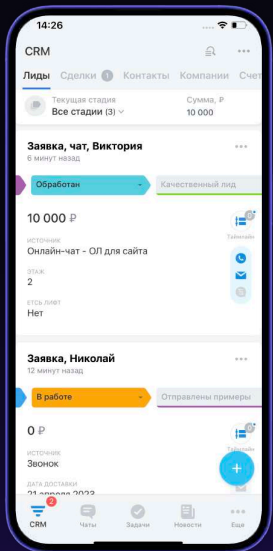 14:26
CRM
Лиды Сделки 1 Контакты Компании Счет
Текущая стадия
Все стадии (3)
Сумма, ₽
10 000
Заявка, чат, Виктория
6 минут назад
Обработан
Качественный лид
10 000 ₽
ИСТОЧНИК
Онлайн-чат - ОЛ для сайта
ЭТАЖ
2
ЕТСЬ ЛИФТ
Нет
Таймлайн
Заявка, Николай
12 минут назад
В работе
Отправлены примеры
0 ₽
ИСТОЧНИК
Звонок
Таймлайн
ДАТА ДОСТАВКИ
21 апреля 2023
2
CRM
Чаты
Задачи
Новости
Еще